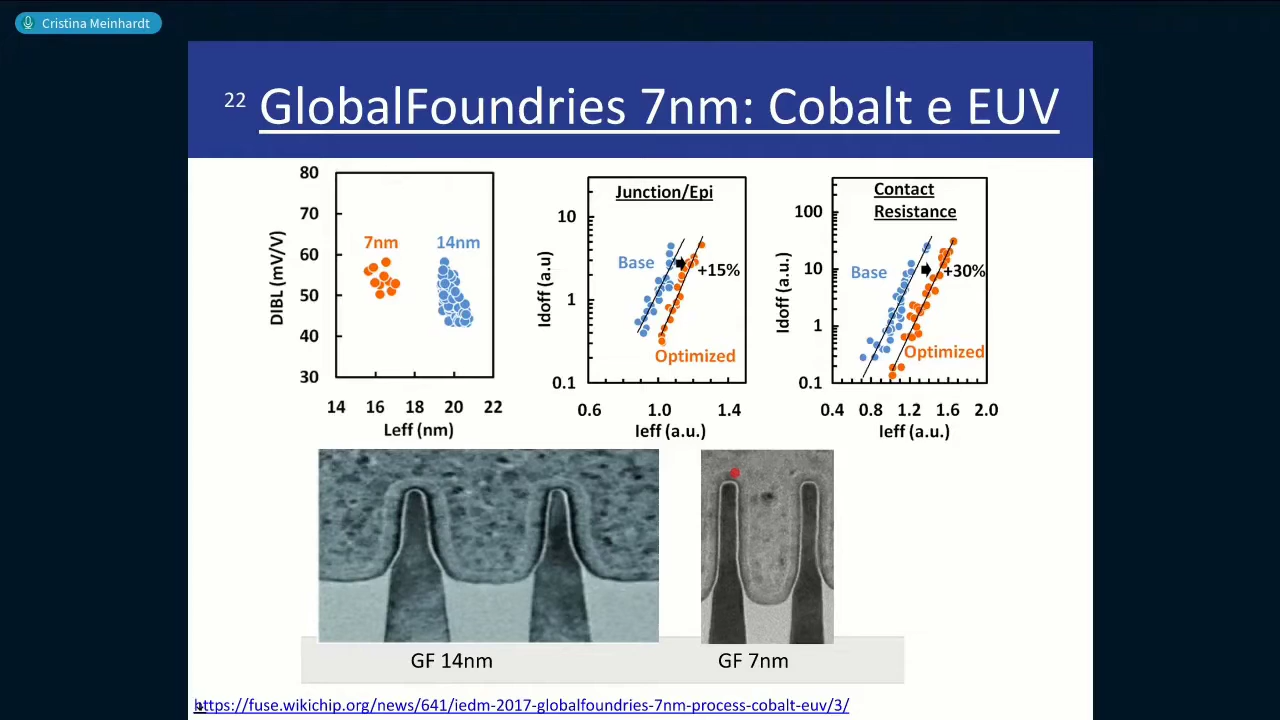 Cristina Meinhardt
22 GlobalFoundries 7nm: Cobalt e EUV
80
70
60
50
40
30
DIBL (mV/V)
7nm
14nm
14 16 18 20 22
Leff (nm)
Junction/Epi
10
1
0.1
Idoff (a.u)
Base
+15%
Optimized
0.6 1.0 1.4
Ieff (a.u.)
Contact
Resistance
100
10
1
0.1
Idoff (a.u.)
Base
+30%
Optimized
0.4 0.8 1.2 1.6 2.0
Ieff (a.u.)
GF 14nm
GF 7nm
https://fuse.wikichip.org/news/641/iedm-2017-globalfoundries-7nm-process-cobalt-euv/3/